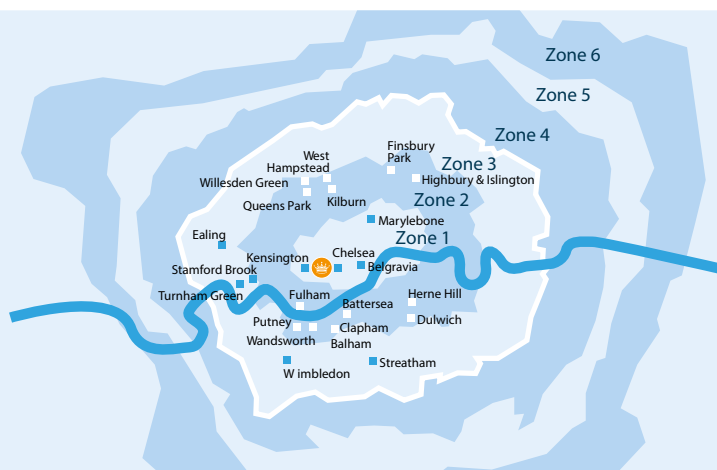 Zone 6
Zone 5
Zone 4
Finsbury
Park
West
Hampstead
Zone 3
Willesden Green
Highbury & Islington
Queens Park
Kilburn
Zone 2
Marylebone
Ealing
Zone 1
Kensington
Chelsea
Stamford Brook
Belgravia
Turnham Green
Fulham
Herne Hill
Battersea
Putney
Dulwich
Clapham
Wandsworth
Balham
Streatham
W imbledon